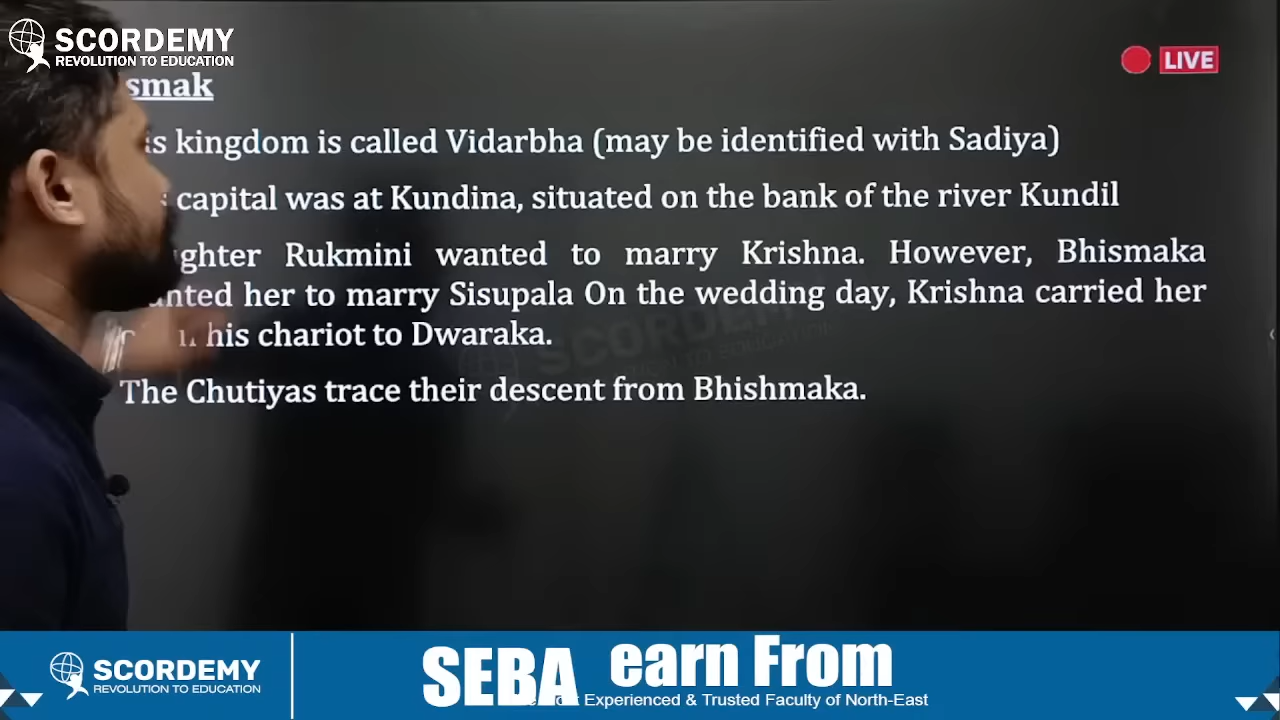 SCORDEMY
REVOLUTION TO EDUCATION
LIVE
smak
is kingdom is called Vidarbha (may be identified with Sadiya)
s capital was at Kundina, situated on the bank of the river Kundil
ghter Rukmini wanted to marry Krishna. However, Bhismaka
anted her to marry Sisupala On the wedding day, Krishna carried her
his chariot to Dwaraka.
The Chutiyas trace their descent from Bhishmaka.
SCORDEMY
REVOLUTION TO EDUCATION
SEBA earn From
Experienced & Trusted Faculty of North-East